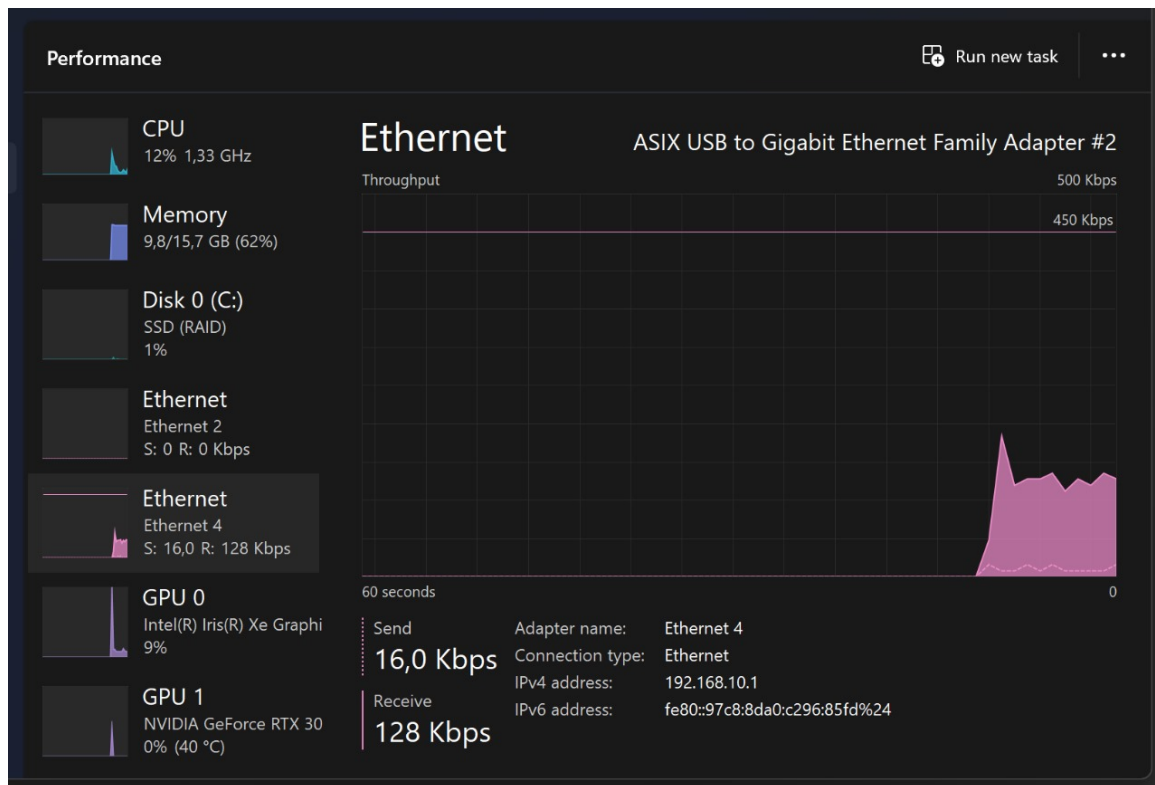 Performance
Run new task
CPU
12% 1,33 GHz
Memory
9,8/15,7 GB (62%)
Disk 0 (C:)
SSD (RAID)
1%
Ethernet
Ethernet 2
S: 0 R: 0 Kbps
Ethernet
Ethernet 4
S: 16,0 R: 128 Kbps
GPU 0
Intel(R) Iris(R) Xe Graphi
9%
GPU 1
NVIDIA GeForce RTX 30
0% (40 °C)
Ethernet
ASIX USB to Gigabit Ethernet Family Adapter #2
Throughput
500 Kbps
450 Kbps
60 seconds
0
Send
16,0 Kbps
Receive
128 Kbps
Adapter name: Ethernet 4
Connection type: Ethernet
IPv4 address: 192.168.10.1
IPv6 address: fe80::97c8:8da0:c296:85fd%24